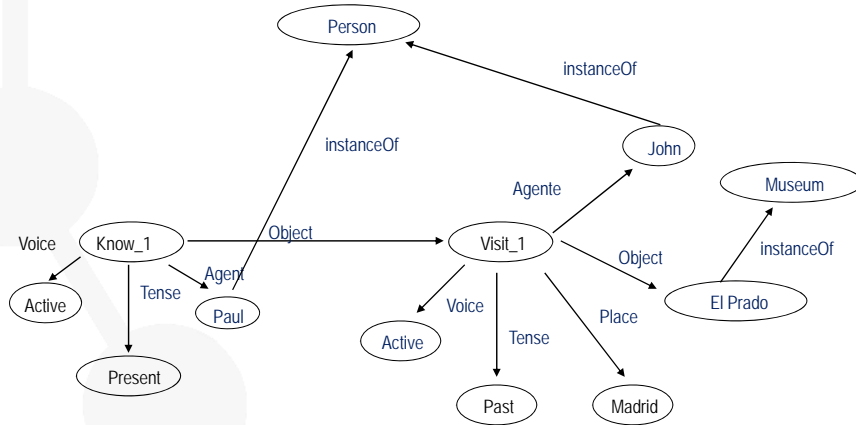 Person
instanceOf
John
instanceOf
Museum
Agente
Voice
Know_1
Object
Visit_1
instanceOf
Object
Agent
Active
Tense
Paul
Voice
Place
El Prado
Active
Tense
Present
Past
Madrid